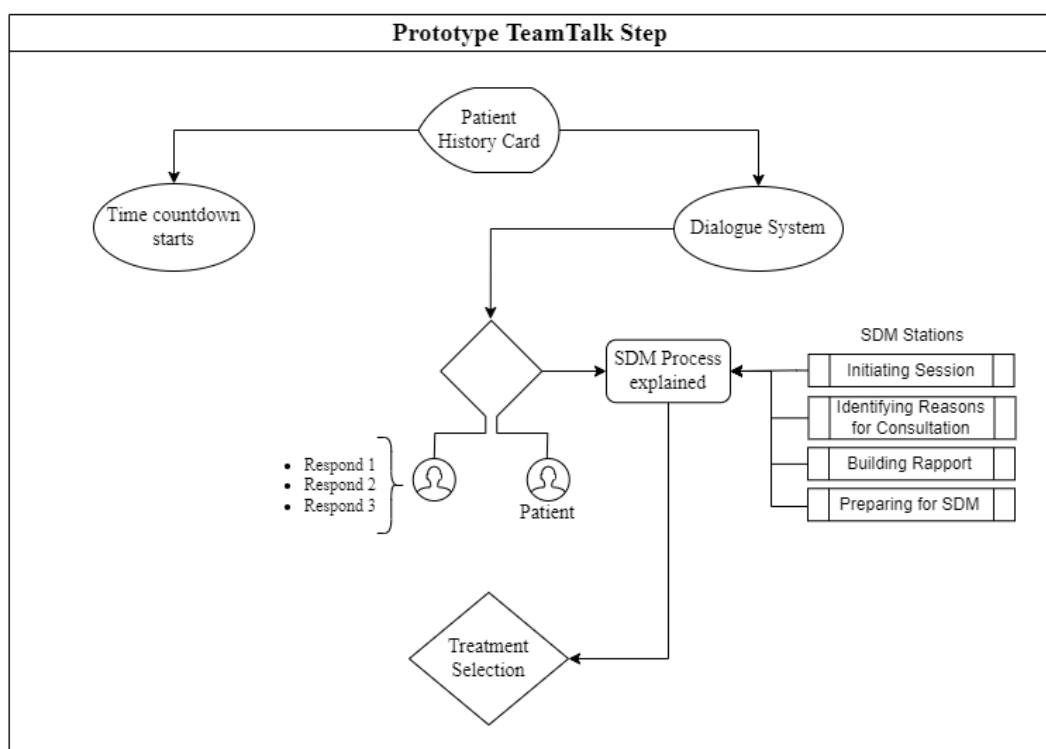 Prototype TeamTalk Step
Patient
History Card
Time countdown
starts
Dialogue System
SDM Process
explained
SDM Stations
Initiating Session
Identifying Reasons
for Consultation
Building Rapport
Preparing for SDM
• Respond 1
• Respond 2
• Respond 3
Patient
Treatment
Selection